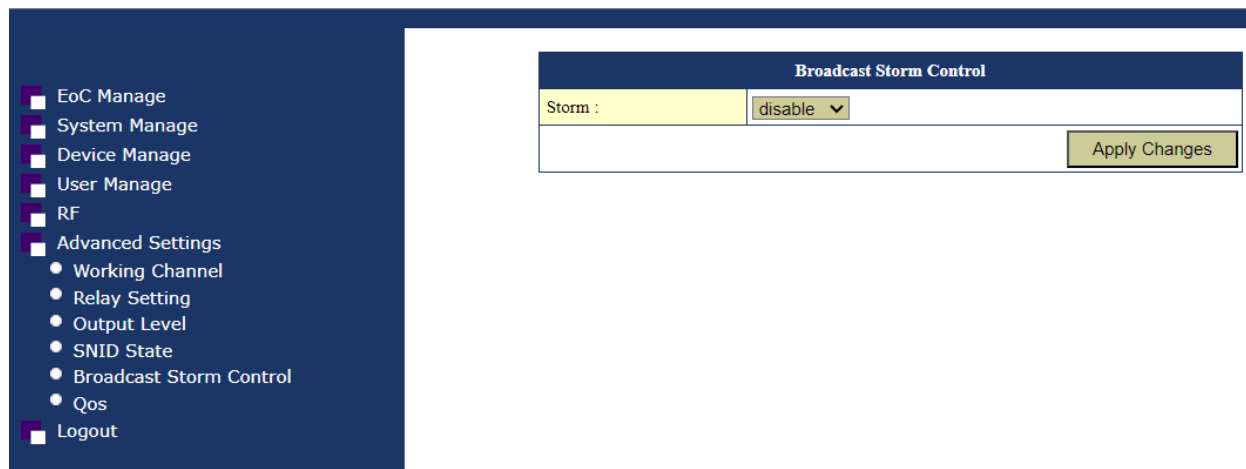 EoC Manage
System Manage
Device Manage
User Manage
RF
Advanced Settings
Working Channel
Relay Setting
Output Level
SNID State
Broadcast Storm Control
Qos
Logout
Broadcast Storm Control
Storm : disable
Apply Changes